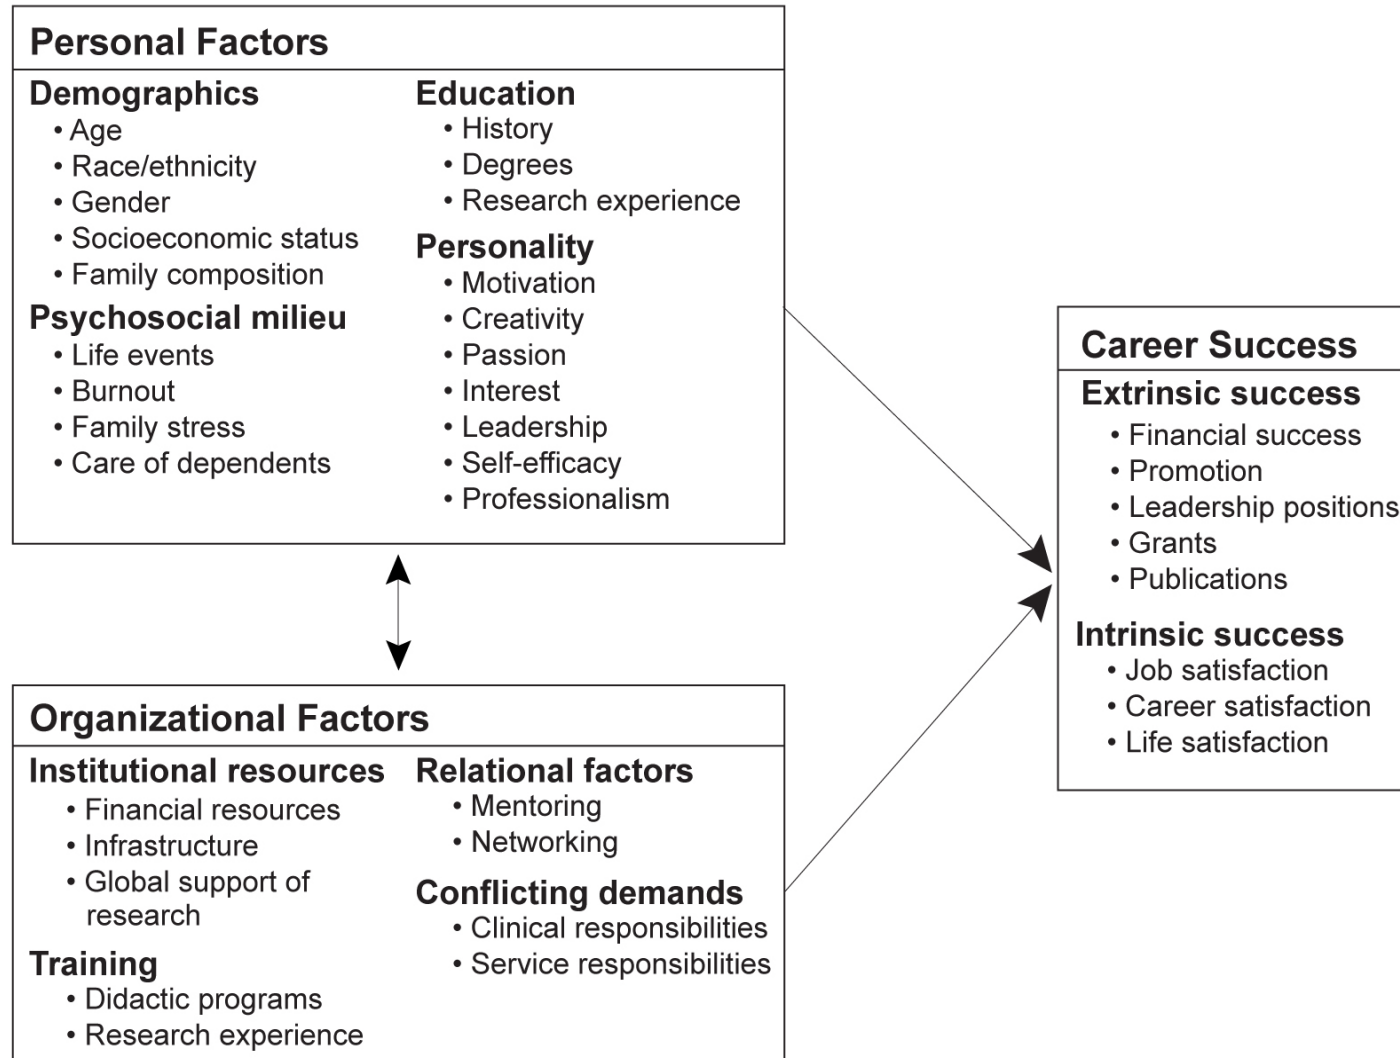 Personal Factors
Demographics
• Age
• Race/ethnicity
• Gender
• Socioeconomic status
• Family composition
Psychosocial milieu
• Life events
• Burnout
• Family stress
• Care of dependents
Education
• History
• Degrees
• Research experience
Personality
• Motivation
• Creativity
• Passion
• Interest
• Leadership
• Self-efficacy
• Professionalism
Organizational Factors
Institutional resources
• Financial resources
• Infrastructure
• Global support of
research
Training
• Didactic programs
• Research experience
Relational factors
• Mentoring
• Networking
Conflicting demands
• Clinical responsibilities
• Service responsibilities
Career Success
Extrinsic success
• Financial success
• Promotion
• Leadership positions
• Grants
• Publications
Intrinsic success
• Job satisfaction
• Career satisfaction
• Life satisfaction